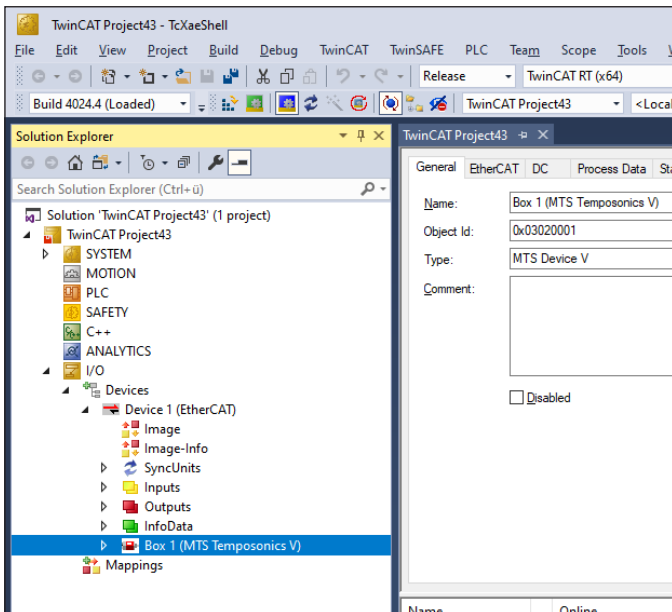 TwinCAT Project43 - TcXaeShell
File Edit View Project Build Debug TwinCAT TwinSAFE PLC Team Scope Tools
Release TwinCAT RT (x64)
Build 4024.4 (Loaded) TwinCAT Project43 <Local
Solution Explorer
TwinCAT Project43
Search Solution Explorer (Ctrl+ü)
Solution 'TwinCAT Project43' (1 project)
TwinCAT Project43
SYSTEM
MOTION
PLC
SAFETY
C++
ANALYTICS
I/O
Devices
Device 1 (EtherCAT)
Image
Image-Info
SyncUnits
Inputs
Outputs
InfoData
Box 1 (MTS Temposonics V)
Mappings
General EtherCAT DC Process Data Sta
Name: Box 1 (MTS Temposonics V)
Object Id: 0x03020001
Type: MTS Device V
Comment:
Disabled
Name Online